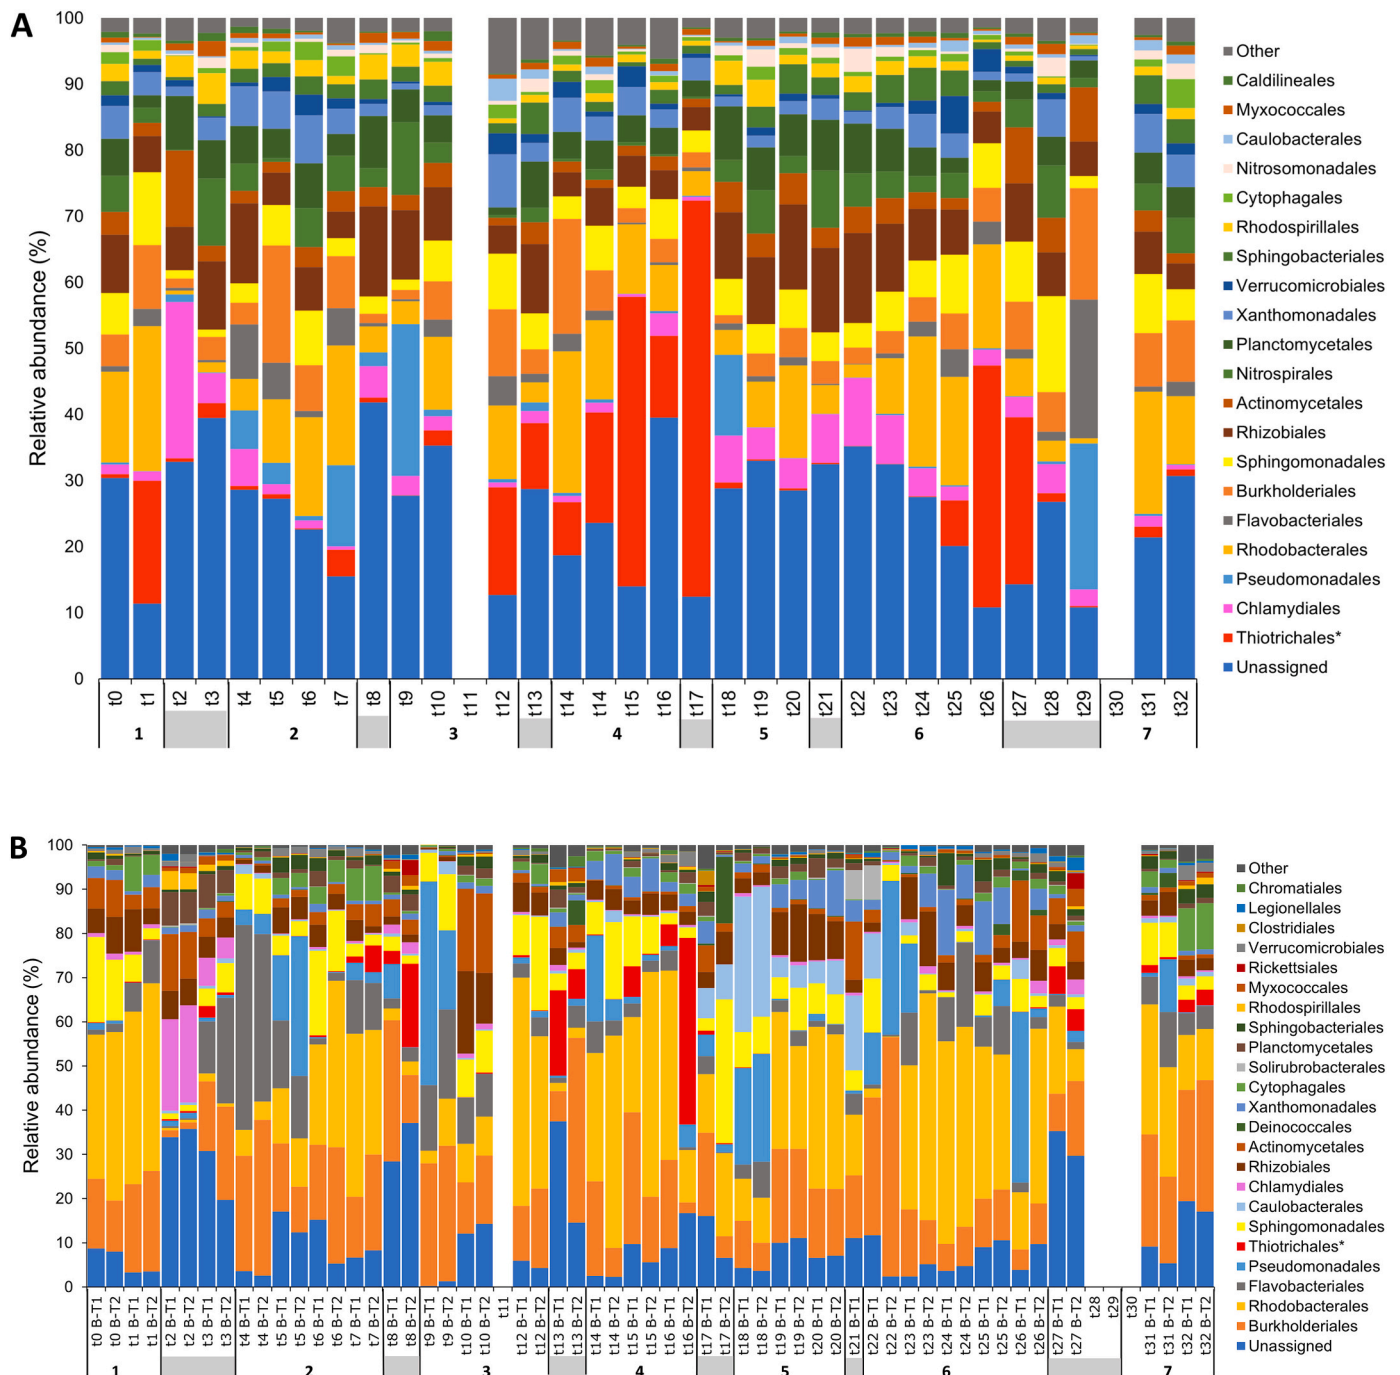 A
Relative abundance (%)
100
90
80
70
60
50
40
30
20
10
0
t0 t1 t2 t3 t4 t5 t6 t7 t8 t9 t10 t11 t12 t13 t14 t14 t15 t16 t17 t18 t19 t20 t21 t22 t23 t24 t25 t26 t27 t28 t29 t30 t31 t32
1 2 3 4 5 6 7
Other
Caldilineales
Myxococcales
Caulobacterales
Nitrosomonadales
Cytophagales
Rhodospirillales
Sphingobacteriales
Verrucomicrobiales
Xanthomonadales
Planctomycetales
Nitrospirales
Actinomycetales
Rhizobiales
Sphingomonadales
Burkholderiales
Flavobacteriales
Rhodobacterales
Pseudomonadales
Chlamydiales
Thiotrichales*
Unassigned
B
Relative abundance (%)
100
90
80
70
60
50
40
30
20
10
0
t0 B-T1
t0 B-T2
t1 B-T1
t1 B-T2
t2 B-T1
t2 B-T2
t3 B-T1
t3 B-T2
t4 B-T1
t4 B-T2
t5 B-T1
t5 B-T2
t6 B-T1
t6 B-T2
t7 B-T1
t7 B-T2
t8 B-T1
t8 B-T2
t9 B-T1
t9 B-T2
t10 B-T1
t10 B-T2
t11
t12 B-T1
t12 B-T2
t13 B-T1
t13 B-T2
t14 B-T1
t14 B-T2
t15 B-T1
t15 B-T2
t16 B-T1
t16 B-T2
t17 B-T1
t17 B-T2
t18 B-T1
t18 B-T2
t19 B-T1
t19 B-T2
t20 B-T1
t20 B-T2
t21 B-T1
t22 B-T1
t22 B-T2
t23 B-T1
t23 B-T2
t24 B-T1
t24 B-T2
t25 B-T1
t25 B-T2
t26 B-T1
t26 B-T2
t27 B-T1
t27 B-T2
t28
t29
t30
t31 B-T1
t31 B-T2
t32 B-T1
t32 B-T2
1 2 3 4 5 6 7
Other
Chromatiales
Legionellales
Clostridiales
Verrucomicrobiales
Rickettsiales
Myxococcales
Rhodospirillales
Sphingobacteriales
Planctomycetales
Solirubrobacterales
Cytophagales
Xanthomonadales
Deinococcales
Actinomycetales
Rhizobiales
Chlamydiales
Caulobacterales
Sphingomonadales
Thiotrichales*
Pseudomonadales
Flavobacteriales
Rhodobacterales
Burkholderiales
Unassigned